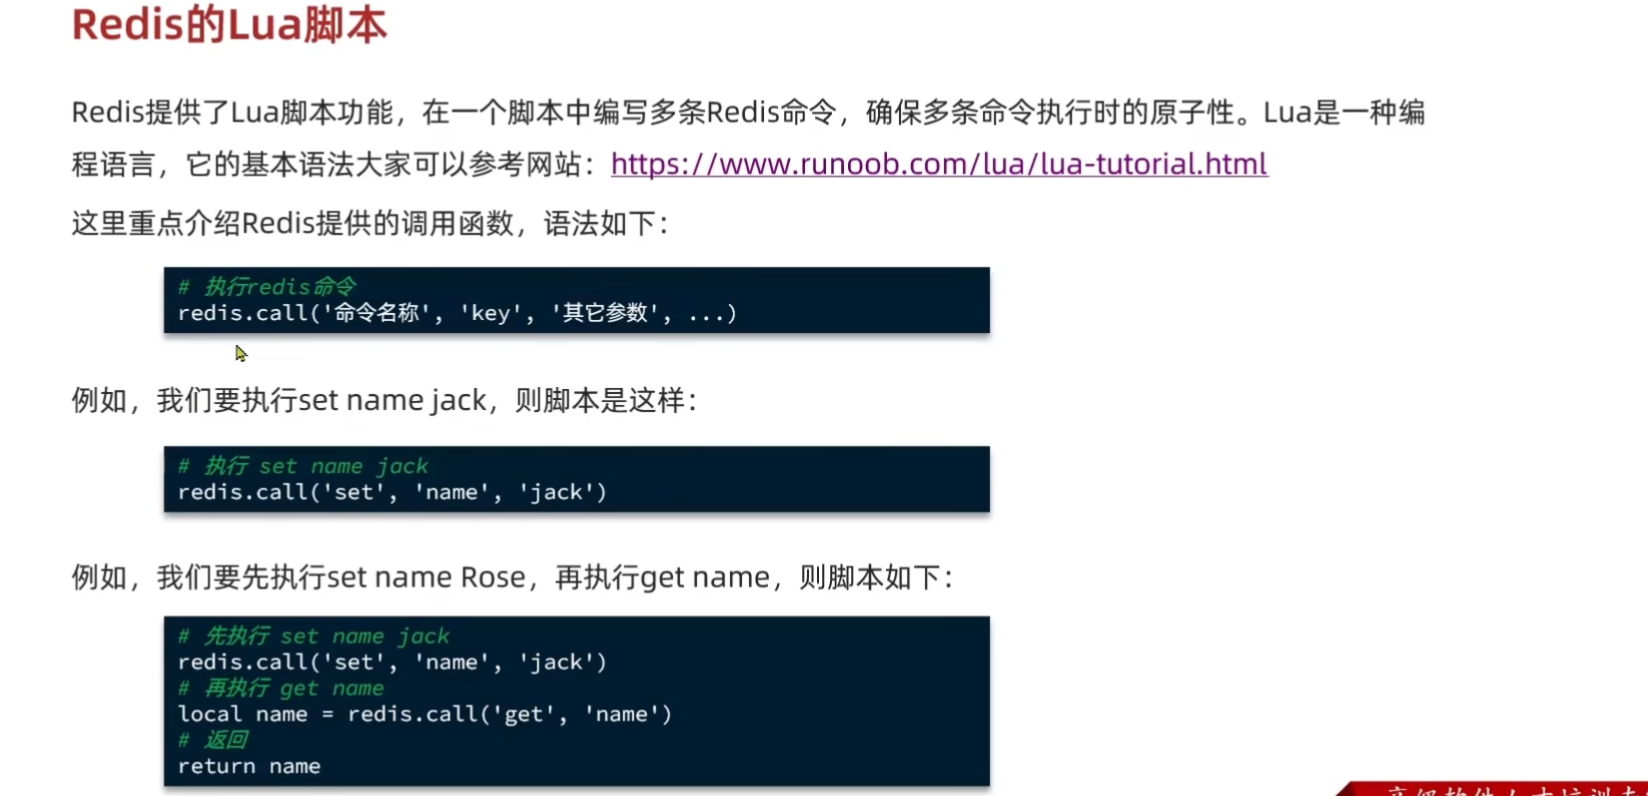 Redis的Lua脚本
Redis提供了Lua脚本功能，在一个脚本中编写多条Redis命令，确保多条命令执行时的原子性。Lua是一种编
程语言，它的基本语法大家可以参考网站：https://www.runoob.com/lua/lua-tutorial.html
这里重点介绍Redis提供的调用函数，语法如下：
# 执行redis命令
redis.call('命令名称', 'key', '其它参数', ...)
例如，我们要执行set name jack，则脚本是这样：
# 执行 set name jack
redis.call('set', 'name', 'jack')
例如，我们要先执行set name Rose，再执行get name，则脚本如下：
# 先执行 set name jack
redis.call('set', 'name', 'jack')
# 再执行 get name
local name = redis.call('get', 'name')
# 返回
return name